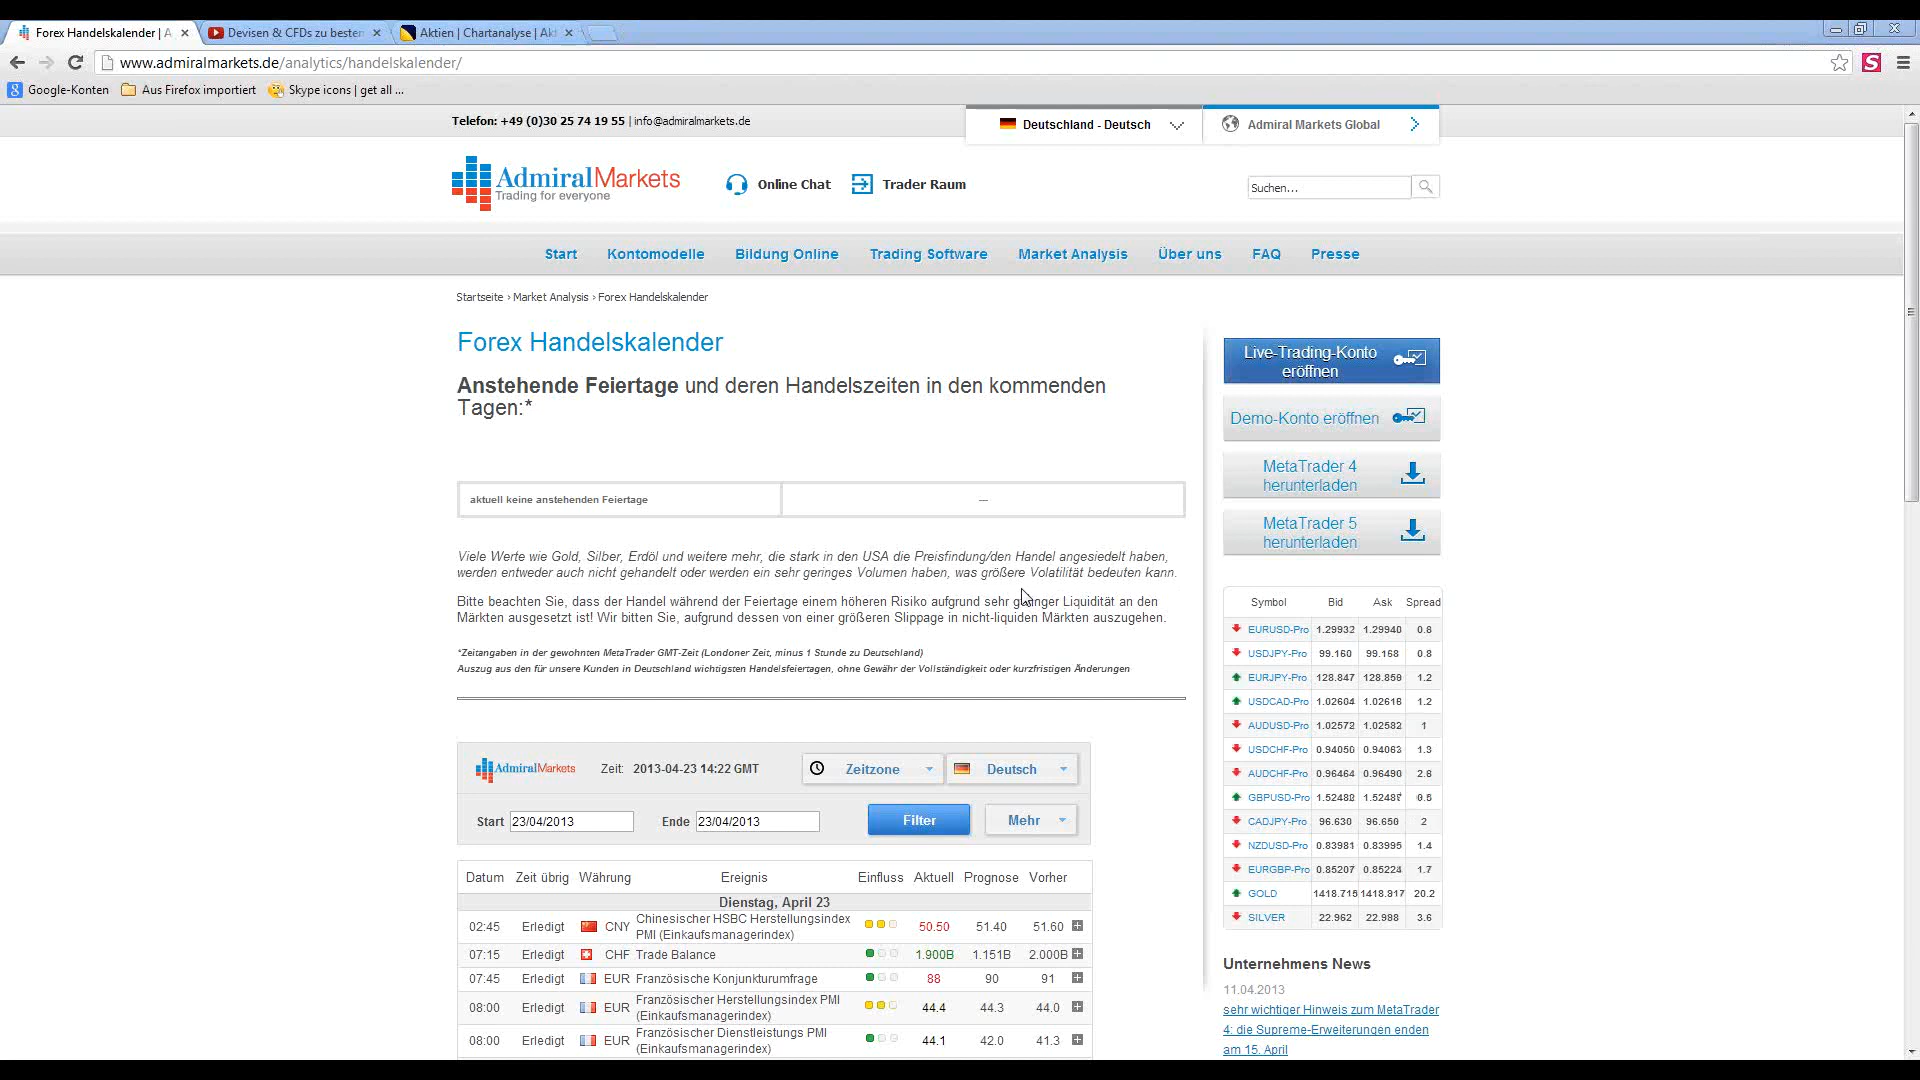 Forex Handelskalender | A
Devisen & CFDs zu besten
Aktien | Chartanalyse | Akt
www.admiralmarkets.de/analytics/handelskalender/
Google-Konten
Aus Firefox importiert
Skype icons | get all ...
Telefon: +49 (0)30 25 74 19 55 | info@admiralmarkets.de
Deutschland - Deutsch
Admiral Markets Global
AdmiralMarkets
Trading for everyone
Online Chat
Trader Raum
Suchen...
Start Kontomodelle Bildung Online Trading Software Market Analysis Über uns FAQ Presse
Startseite › Market Analysis › Forex Handelskalender
Forex Handelskalender
Anstehende Feiertage und deren Handelszeiten in den kommenden
Tagen:*
aktuell keine anstehenden Feiertage ---
Viele Werte wie Gold, Silber, Erdöl und weitere mehr, die stark in den USA die Preisfindung/den Handel angesiedelt haben,
werden entweder auch nicht gehandelt oder werden ein sehr geringes Volumen haben, was größere Volatilität bedeuten kann.
Bitte beachten Sie, dass der Handel während der Feiertage einem höheren Risiko aufgrund sehr geringer Liquidität an den
Märkten ausgesetzt ist! Wir bitten Sie, aufgrund dessen von einer größeren Slippage in nicht-liquiden Märkten auszugehen.
*Zeitangaben in der gewohnten MetaTrader GMT-Zeit (Londoner Zeit, minus 1 Stunde zu Deutschland)
Auszug aus den für unsere Kunden in Deutschland wichtigsten Handelsfeiertagen, ohne Gewähr der Vollständigkeit oder kurzfristigen Änderungen
AdmiralMarkets Zeit: 2013-04-23 14:22 GMT Zeitzone Deutsch
Start 23/04/2013 Ende 23/04/2013 Filter Mehr
Datum Zeit übrig Währung Ereignis Einfluss Aktuell Prognose Vorher
Dienstag, April 23
02:45 Erledigt CNY Chinesischer HSBC Herstellungsindex
PMI (Einkaufsmanagerindex) 50.50 51.40 51.60
07:15 Erledigt CHF Trade Balance 1.900B 1.151B 2.000B
07:45 Erledigt EUR Französische Konjunkturumfrage 88 90 91
08:00 Erledigt EUR Französischer Herstellungsindex PMI
(Einkaufsmanagerindex) 44.4 44.3 44.0
08:00 Erledigt EUR Französischer Dienstleistungs PMI
(Einkaufsmanagerindex) 44.1 42.0 41.3
Live-Trading-Konto
eröffnen
Demo-Konto eröffnen
MetaTrader 4
herunterladen
MetaTrader 5
herunterladen
Symbol Bid Ask Spread
EURUSD-Pro 1.29932 1.29940 0.8
USDJPY-Pro 99.160 99.168 0.8
EURJPY-Pro 128.847 128.859 1.2
USDCAD-Pro 1.02604 1.02616 1.2
AUDUSD-Pro 1.02572 1.02582 1
USDCHF-Pro 0.94050 0.94063 1.3
AUDCHF-Pro 0.96464 0.96490 2.6
GBPUSD-Pro
CADJPY-Pro 96.630 96.650 2
NZDUSD-Pro 0.83981 0.83995 1.4
EURGBP-Pro 0.85207 0.85224 1.7
GOLD 1418.715 1418.917 20.2
SILVER 22.962 22.988 3.6
Unternehmens News
11.04.2013
sehr wichtiger Hinweis zum MetaTrader
4: die Supreme-Erweiterungen enden
am 15. April